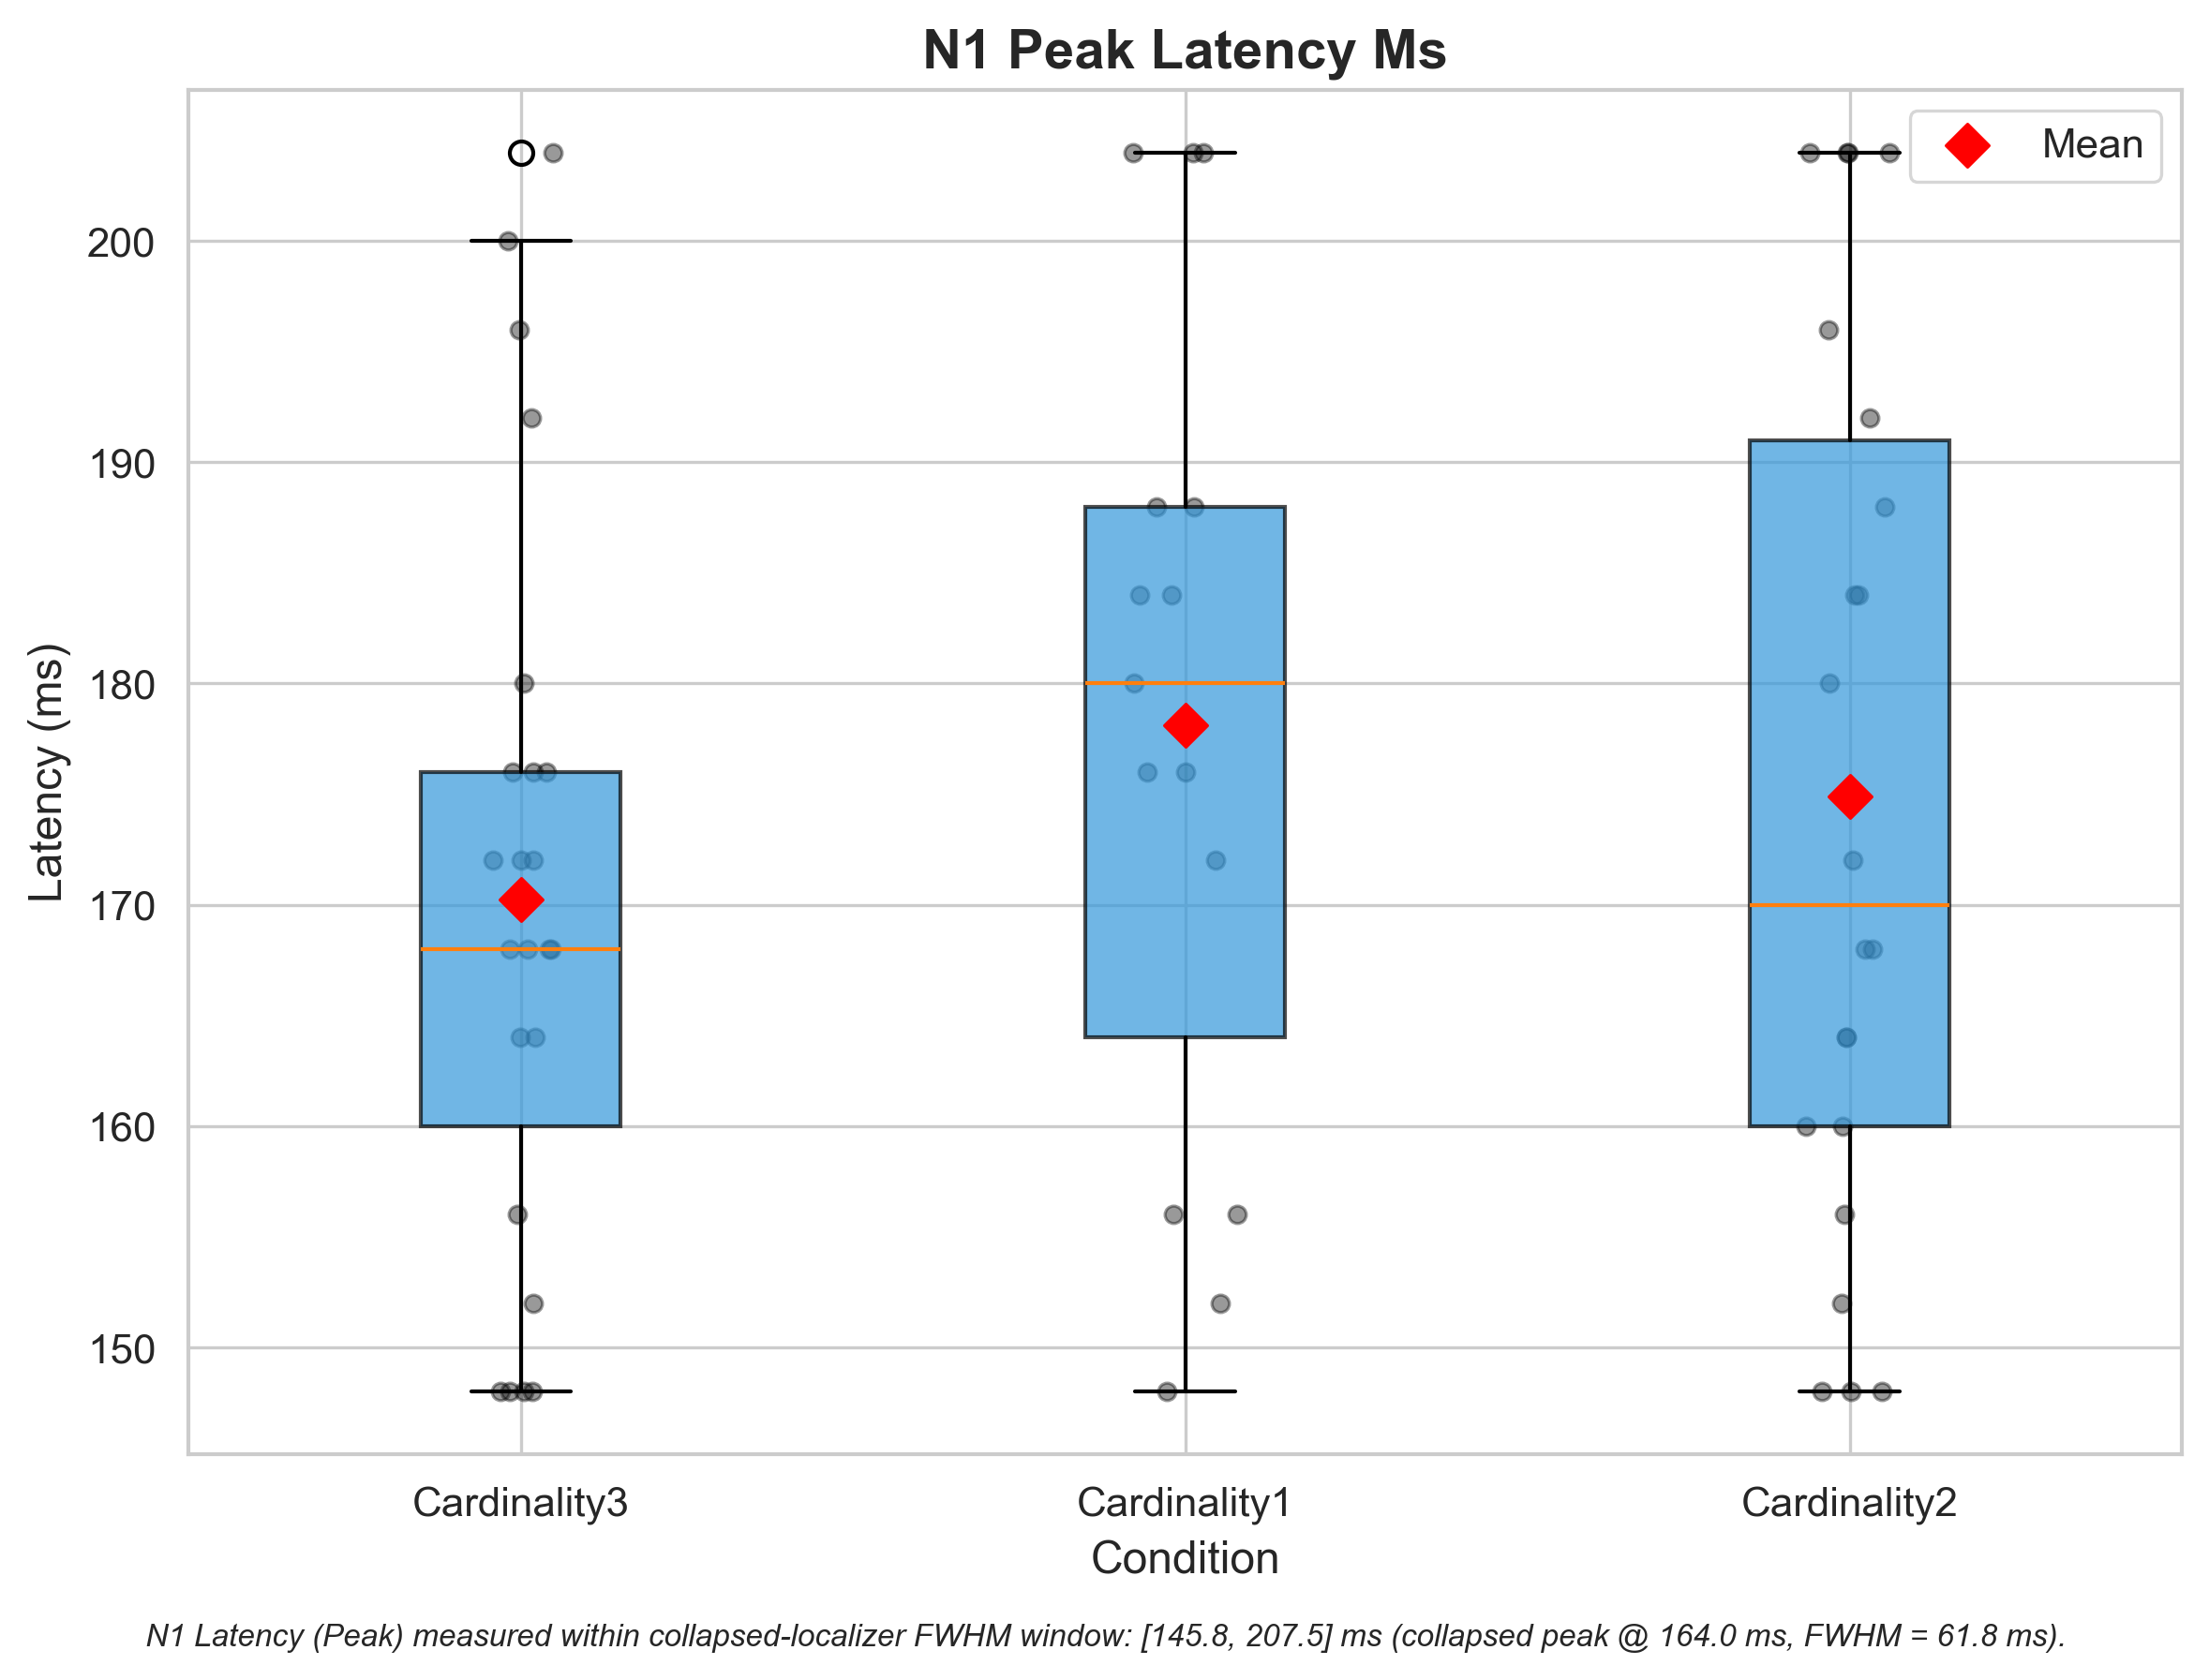 N1 Peak Latency Ms
Mean
Latency (ms)
200
190
180
170
160
150
Cardinality3
Cardinality1
Cardinality2
Condition
N1 Latency (Peak) measured within collapsed-localizer FWHM window: [145.8, 207.5] ms (collapsed peak @ 164.0 ms, FWHM = 61.8 ms).